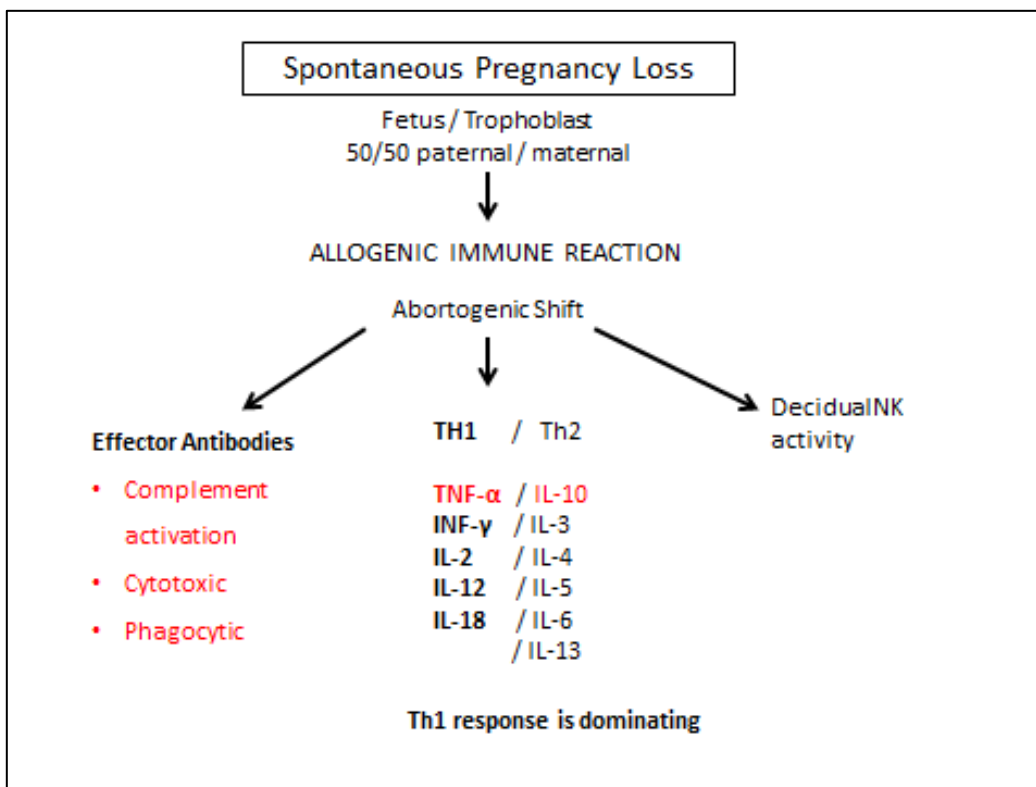 Spontaneous Pregnancy Loss
Fetus / Trophoblast
50/50 paternal / maternal
ALLOGENIC IMMUNE REACTION
Abortogenic Shift
Effector Antibodies
• Complement
activation
• Cytotoxic
• Phagocytic
TH1 / Th2
TNF-α / IL-10
INF-γ / IL-3
IL-2 / IL-4
IL-12 / IL-5
IL-18 / IL-6
/ IL-13
DecidualNK
activity
Th1 response is dominating